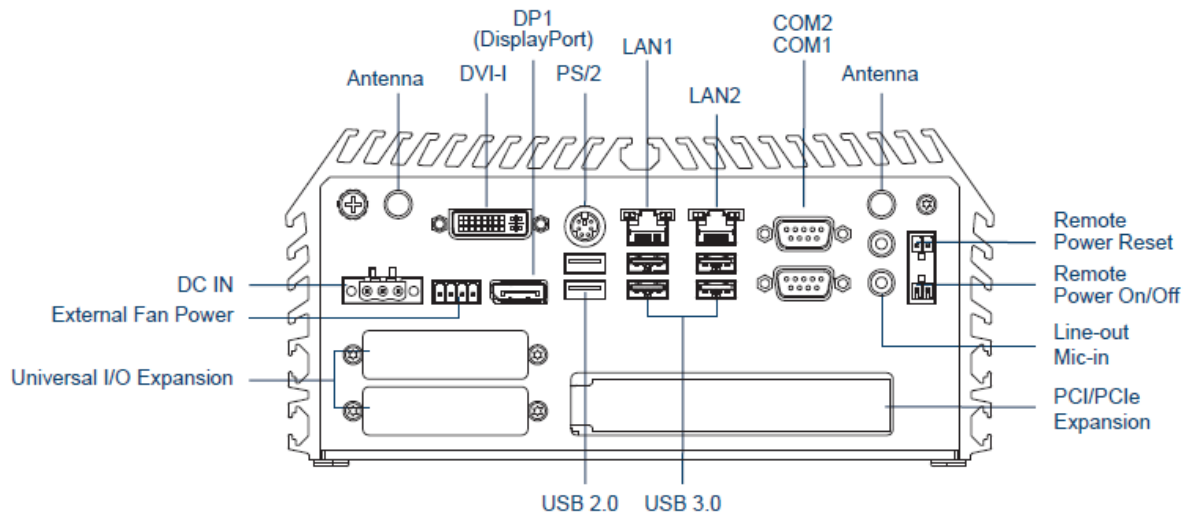 DP1
(DisplayPort)
COM2
COM1
LAN1
Antenna
DVI-I
PS/2
Antenna
LAN2
Remote
Power Reset
DC IN
Remote
Power On/Off
External Fan Power
Line-out
Mic-in
Universal I/O Expansion
PCI/PCIe
Expansion
USB 2.0
USB 3.0